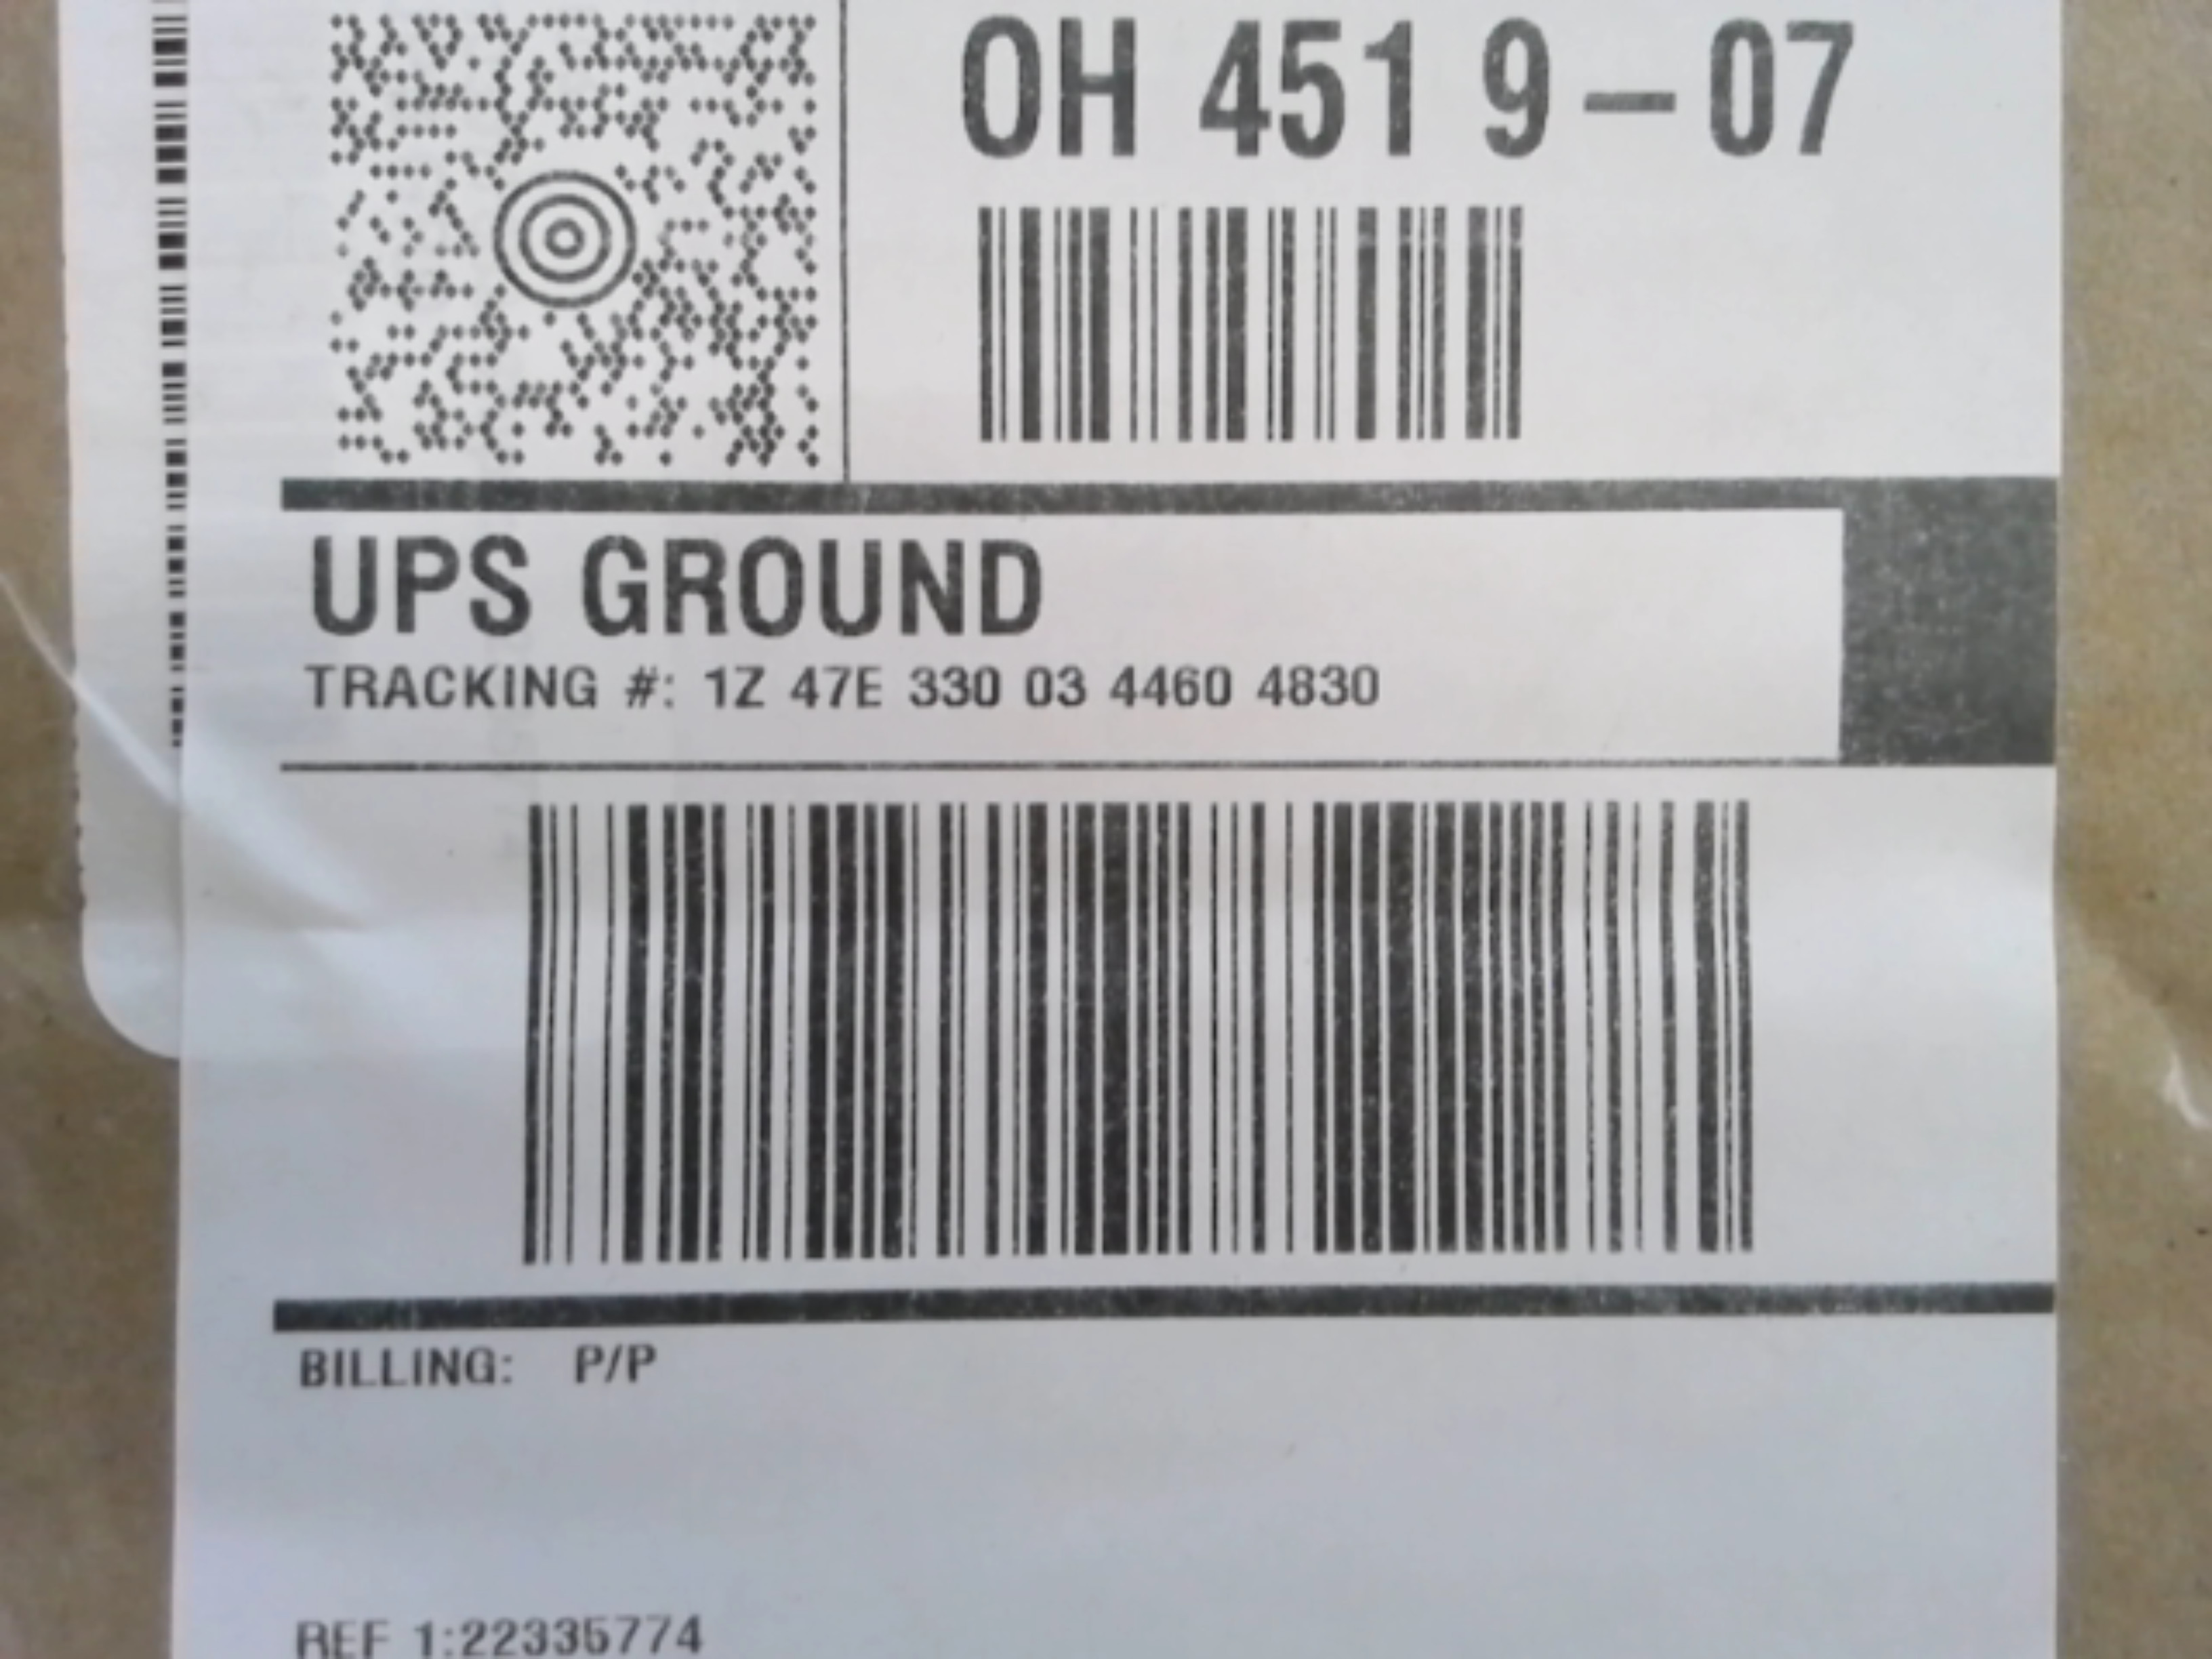 OH 451 9-07
UPS GROUND
TRACKING #: 1Z 47E 330 03 4460 4830
BILLING: P/P
REF 1:22335774